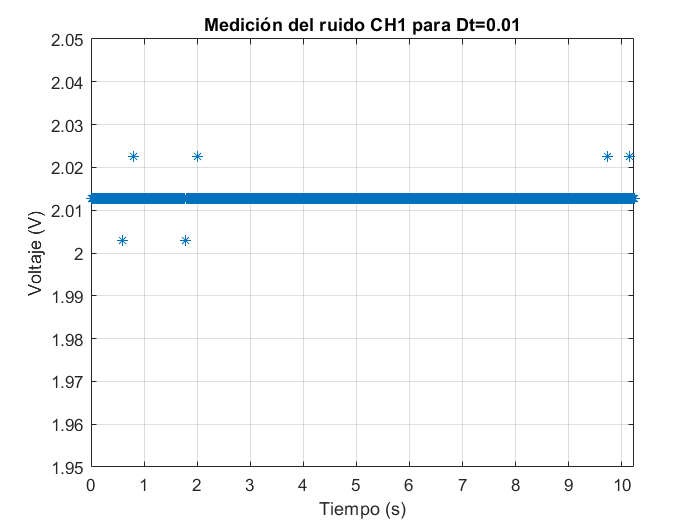 Medición del ruido CH1 para Dt=0.01
2.05
2.04
2.03
2.02
2.01
2
1.99
1.98
1.97
1.96
1.95
Voltaje (V)
0 1 2 3 4 5 6 7 8 9 10
Tiempo (s)